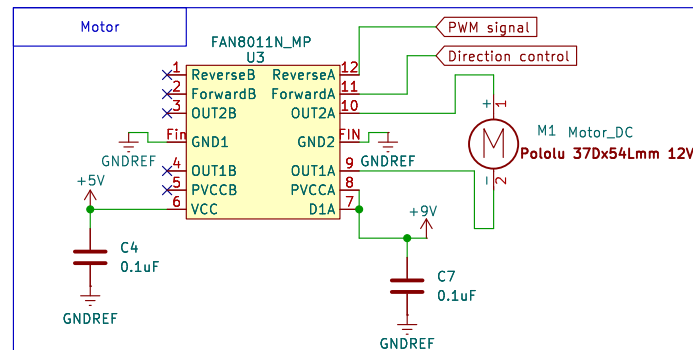 Motor
FAN8011N_MP
U3
PWM signal
Direction control
1 ReverseB ReverseA 12
2 ForwardB ForwardA 11
3 OUT2B OUT2A 10
Fin GND1 GND2 FIN
GNDREF GNDREF
4 OUT1B OUT1A 9
5 PVCCB PVCCA 8
6 VCC D1A 7
+ 1
M
M1 Motor_DC
Pololu 37Dx54Lmm 12V
- 2
+5V
+9V
C4
0.1uF
GNDREF
C7
0.1uF
GNDREF